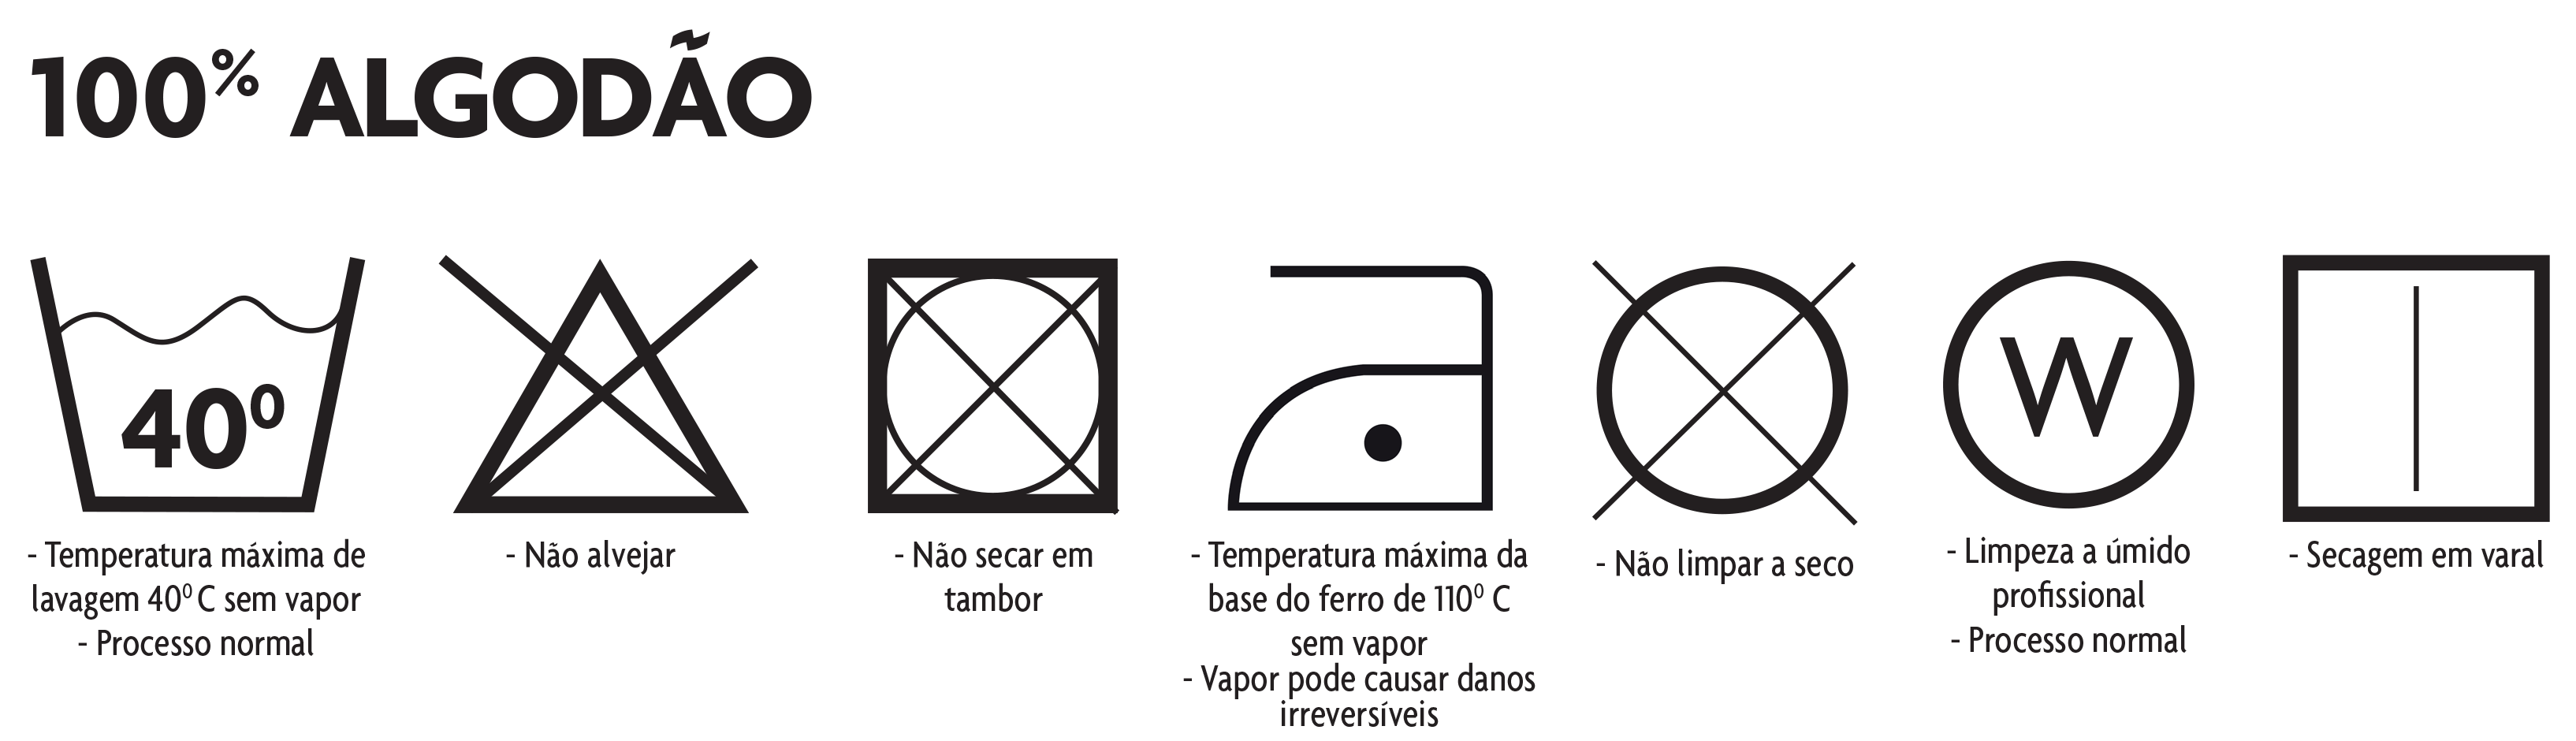 100% ALGODÃO
40⁰
- Temperatura máxima de
lavagem 40⁰ C sem vapor
- Processo normal
- Não alvejar
- Não secar em
tambor
- Temperatura máxima da
base do ferro de 110⁰ C
sem vapor
- Vapor pode causar danos
irreversíveis
- Não limpar a seco
W
- Limpeza a úmido
profissional
- Processo normal
- Secagem em varal